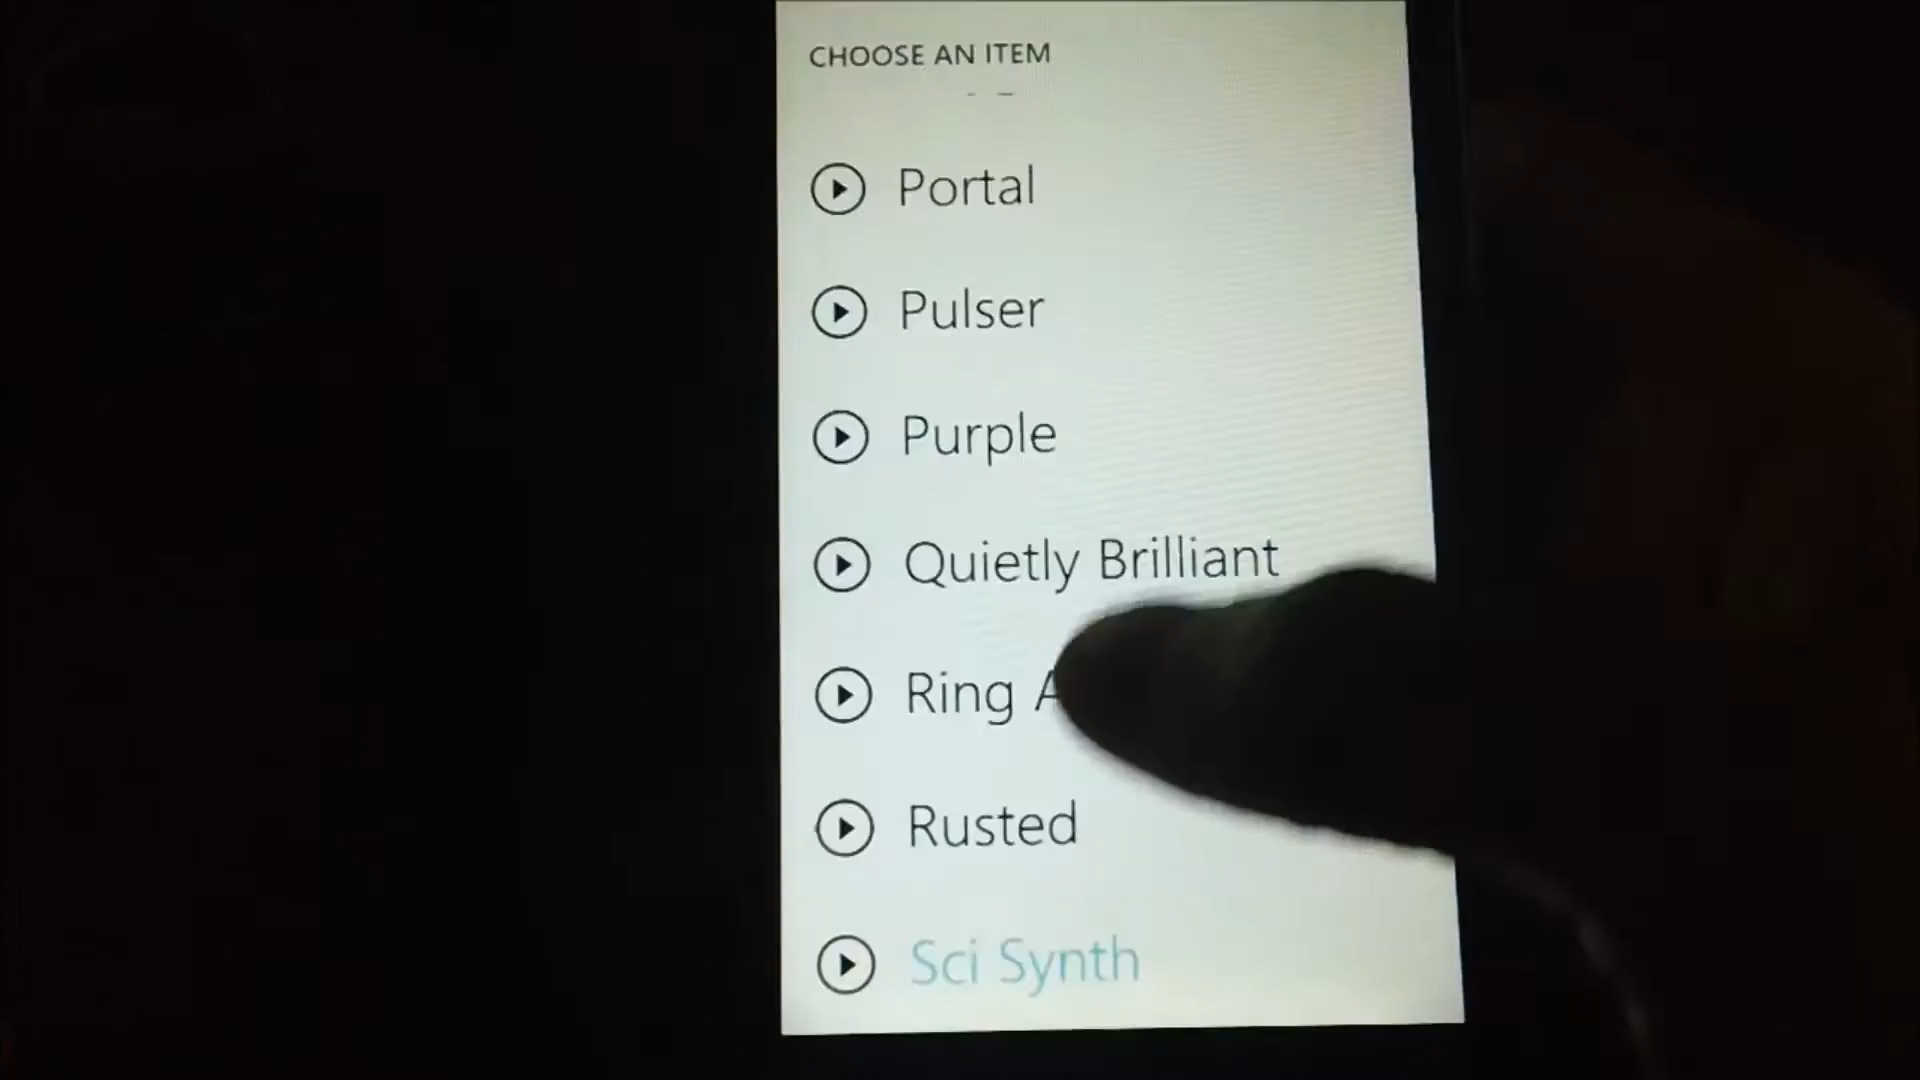 CHOOSE AN ITEM
Portal
Pulser
Purple
Quietly Brilliant
Ring
Rusted
Sci Synth